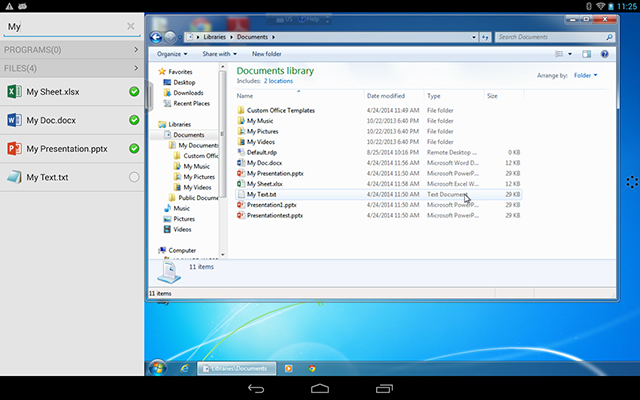 11:25
My
PROGRAMS(0)
FILES(4)
My Sheet.xlsx
My Doc.docx
My Presentation.pptx
My Text.txt
US Help
Libraries Documents
Search Documents
Organize Share with New folder
Favorites
Desktop
Downloads
Recent Places
Libraries
Documents
My Documents
Custom Offic
My Music
My Pictures
My Videos
Public Docum
Music
Pictures
Videos
Computer
Documents library
Includes: 2 locations
Arrange by: Folder
Name Date modified Type Size
Custom Office Templates 4/24/2014 11:49 AM File folder
My Music 10/22/2013 6:40 PM File folder
My Pictures 10/22/2013 6:40 PM File folder
My Videos 10/22/2013 6:40 PM File folder
Default.rdp 8/25/2014 10:16 PM Remote Desktop ... 0 KB
My Doc.docx 4/24/2014 11:56 AM Microsoft Word D... 12 KB
My Presentation.pptx 4/24/2014 11:50 AM Microsoft PowerP... 29 KB
My Sheet.xlsx 4/24/2014 11:58 AM Microsoft Excel W... 12 KB
My Text.txt 4/24/2014 11:50 AM Text Document 29 KB
Presentation1.pptx 4/24/2014 11:50 AM Microsoft PowerP... 29 KB
Presentationtest.pptx 4/24/2014 11:50 AM Microsoft PowerP... 29 KB
11 items
11 items
Libraries\Documents